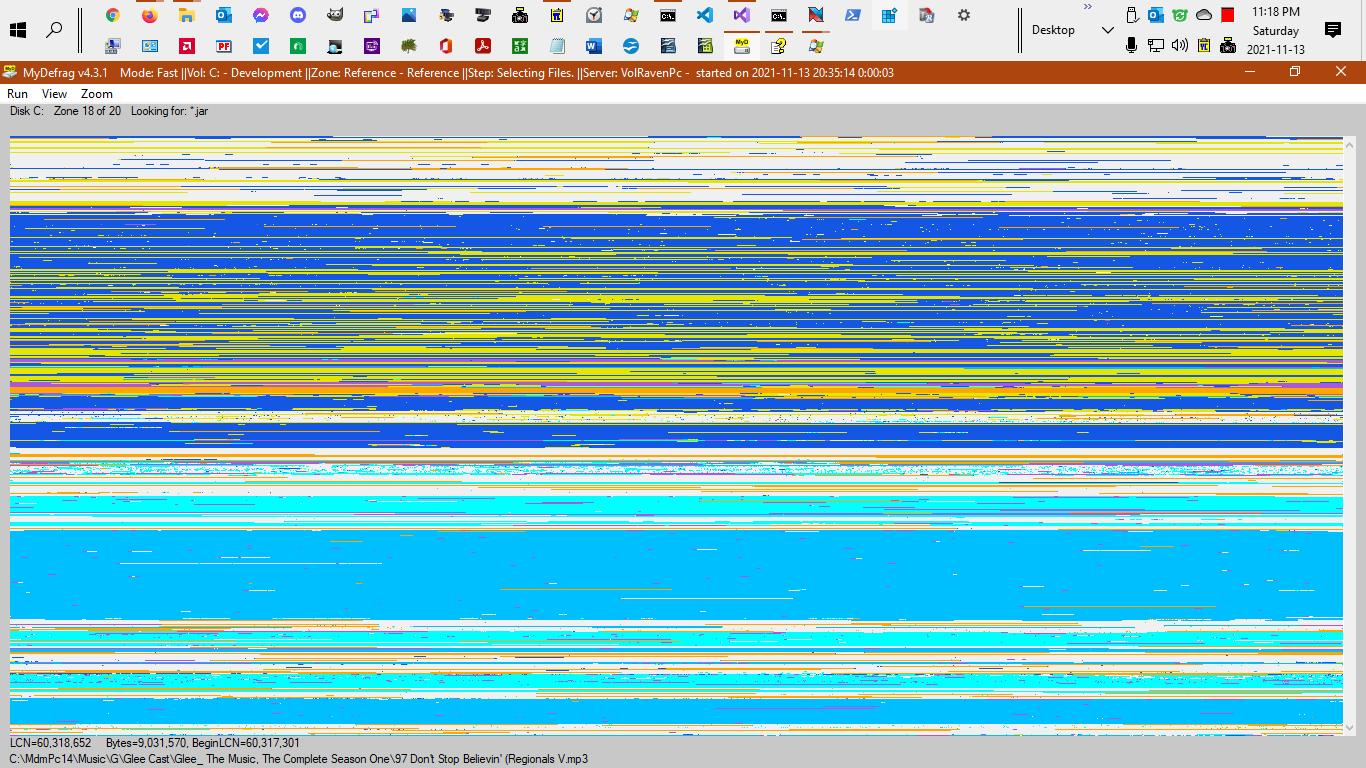 11:18 PM
Desktop
Saturday
2021-11-13
MyDefrag v4.3.1 Mode: Fast ||Vol: C: - Development ||Zone: Reference - Reference ||Step: Selecting Files. ||Server: VolRavenPc - started on 2021-11-13 20:35:14 0:00:03
Run View Zoom
Disk C: Zone 18 of 20 Looking for: *.jar
LCN=60,318,652 Bytes=9,031,570, BeginLCN=60,317,301
C:\MdmPc14\Music\G\Glee Cast\Glee_ The Music, The Complete Season One\97 Don't Stop Believin' (Regionals V.mp3